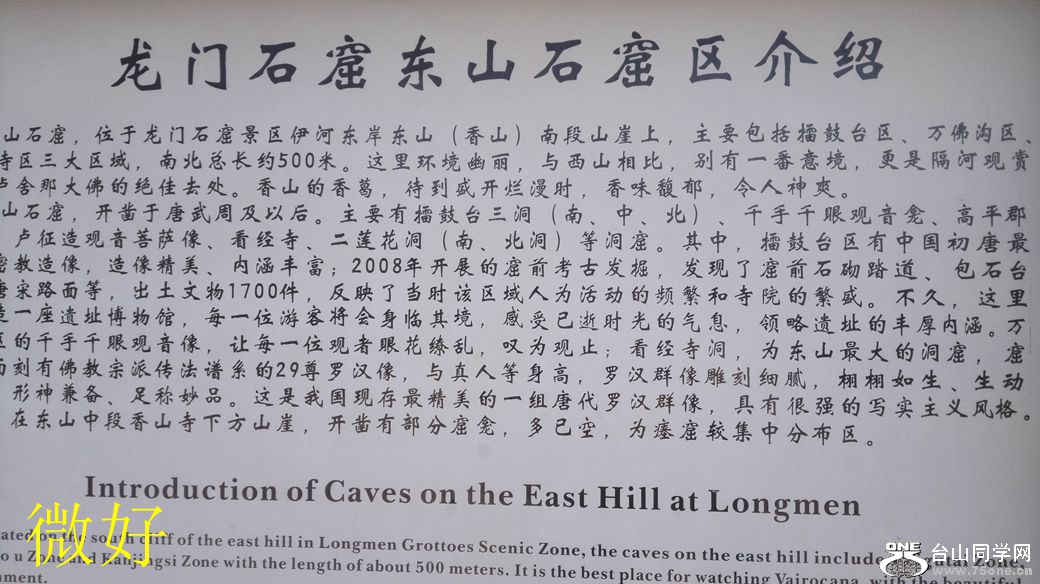 龙门石窟东山石窟区介绍
山石窟，位于龙门石窟景区伊河东岸东山（香山）南段山崖上，主要包括擂鼓台区、万佛沟区、
寺区三大区域，南北总长约500米。这里环境幽丽，与西山相比，别有一番意境，更是隔河观赏
卢舍那大佛的绝佳去处。香山的香葛，待到盛开烂漫时，香味馥郁，令人神爽。
山石窟，开凿于唐武周及以后。主要有擂鼓台三洞（南、中、北）、千手千眼观音龛、高平郡
卢征造观音菩萨像、看经寺、二莲花洞（南、北洞）等洞窟。其中，擂鼓台区有中国初唐最
密教造像，造像精美、内涵丰富；2008年开展的窟前考古发掘，发现了窟前石砌踏道、包石台
唐宋路面等，出土文物1700件，反映了当时该区域人为活动的频繁和寺院的繁盛。不久，这里
一座遗址博物馆，每一位游客将会身临其境，感受已逝时光的气息，领略遗址的丰厚内涵。万
的千手千眼观音像，让每一位观者眼花缭乱，叹为观止；看经寺洞，为东山最大的洞窟，窟
刻有佛教宗派传法谱系的29尊罗汉像，与真人等身高，罗汉群像雕刻细腻，栩栩如生、生动
形神兼备、足称妙品。这是我国现存最精美的一组唐代罗汉群像，具有很强的写实主义风格。
在东山中段香山寺下方山崖，开凿有部分窟龛，多已空，为瘗窟较集中分布区。
Introduction of Caves on the East Hill at Longmen
ated on the south cliff of the east hill in Longmen Grottoes Scenic Zone, the caves on the east hill include
u Zone and Kanjingsi Zone with the length of about 500 meters. It is the best place for watching Vairocana, with the
ment.
微好
ONE
台山同学网
www.75one.cn